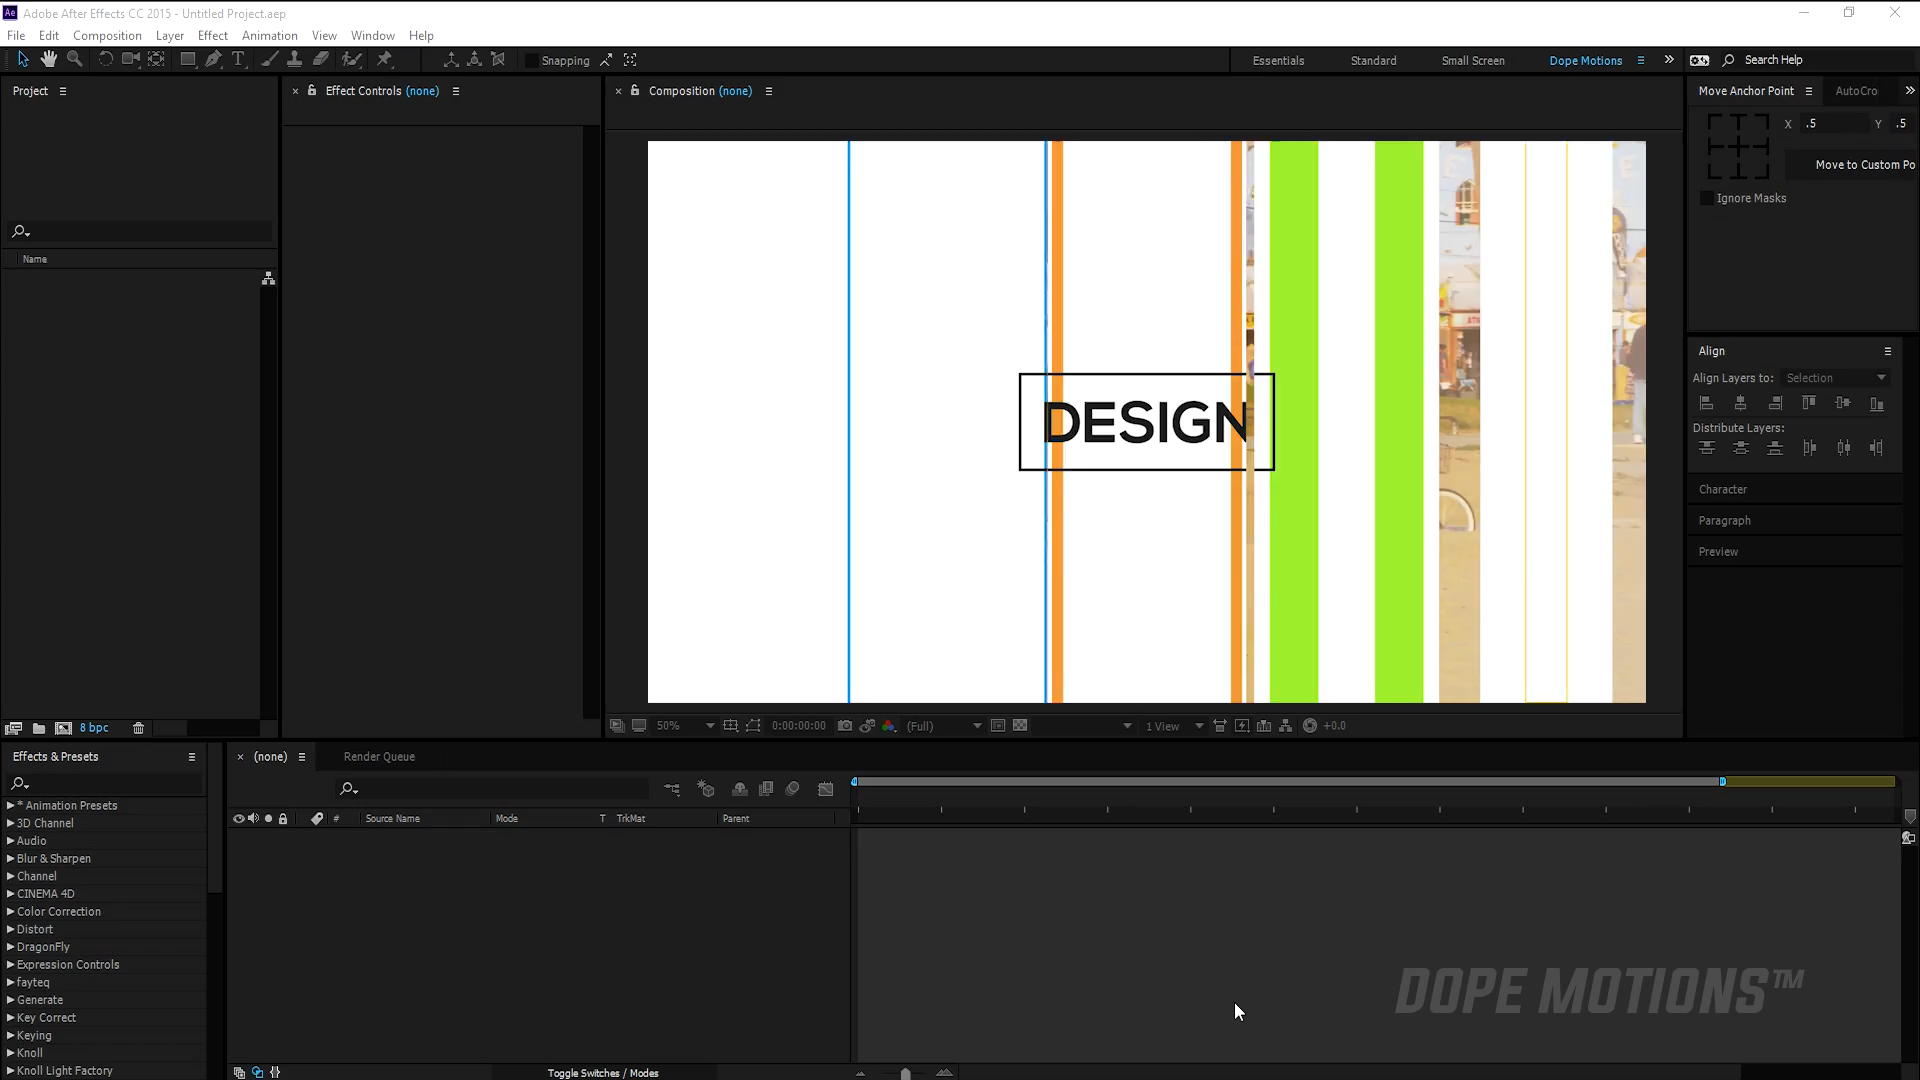 Ae Adobe After Effects CC 2015 - Untitled Project.aep
File Edit Composition Layer Effect Animation View Window Help
T Snapping Essentials Standard Small Screen Dope Motions Search Help
Project Effect Controls (none) Composition (none) Move Anchor Point AutoCro
X .5 Y .5
Move to Custom Po
Ignore Masks
Name
Align
Align Layers to: Selection
DESIGN
Distribute Layers:
Character
Paragraph
Preview
8 bpc
50% 0:00:00:00 (Full) 1 View +0.0
Effects & Presets (none) Render Queue
# Source Name Mode T TrkMat Parent
* Animation Presets
3D Channel
Audio
Blur & Sharpen
Channel
CINEMA 4D
Color Correction
Distort
DragonFly
Expression Controls
fayteq
Generate
Key Correct
Keying
Knoll
Knoll Light Factory
DOPE MOTIONS™
Toggle Switches / Modes